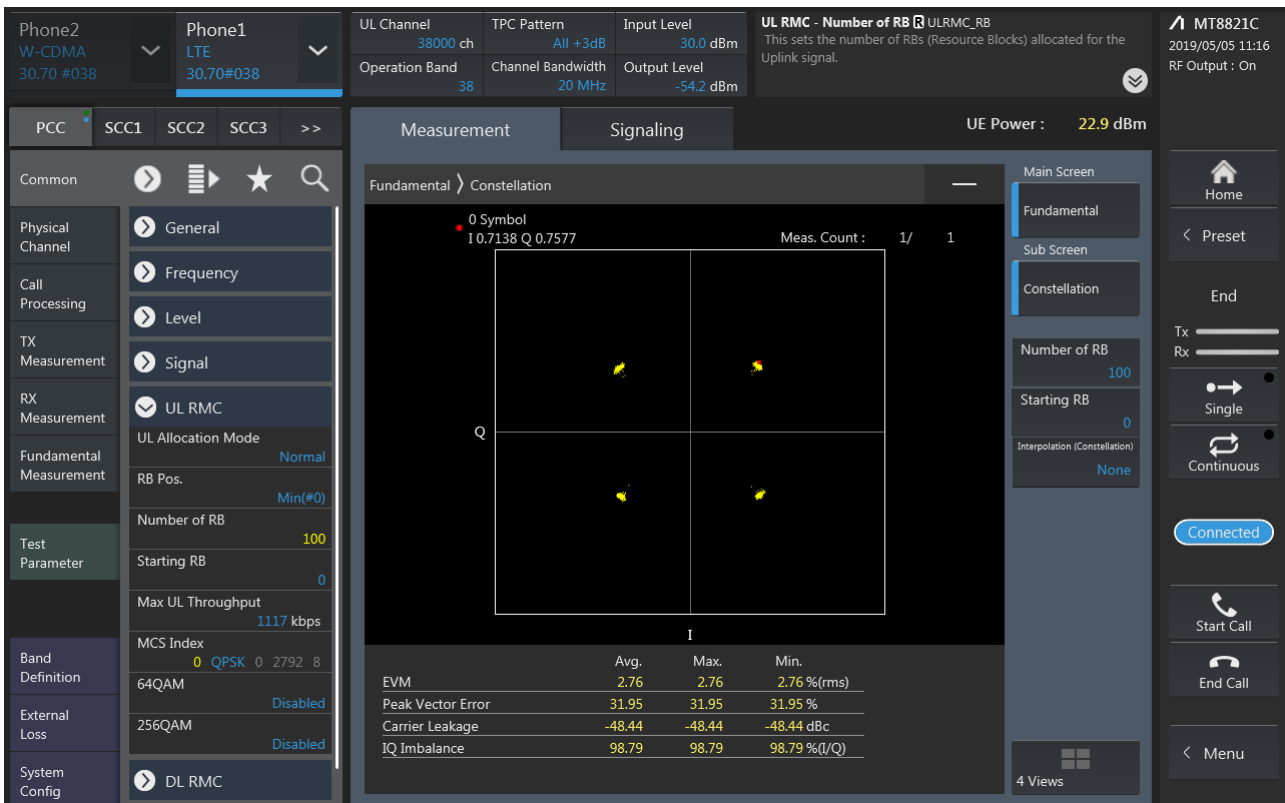 Phone2
W-CDMA
30.70 #038
Phone1
LTE
30.70#038
UL Channel
38000 ch
TPC Pattern
All +3dB
Input Level
30.0 dBm
Operation Band
38
Channel Bandwidth
20 MHz
Output Level
-54.2 dBm
UL RMC - Number of RB R ULRMC_RB
This sets the number of RBs (Resource Blocks) allocated for the
Uplink signal.
MT8821C
2019/05/05 11:16
RF Output : On
PCC SCC1 SCC2 SCC3 >>
Measurement
Signaling
UE Power : 22.9 dBm
Common
Physical
Channel
Call
Processing
TX
Measurement
RX
Measurement
Fundamental
Measurement
Test
Parameter
Band
Definition
External
Loss
System
Config
General
Frequency
Level
Signal
UL RMC
UL Allocation Mode
Normal
RB Pos.
Min(#0)
Number of RB
100
Starting RB
0
Max UL Throughput
1117 kbps
MCS Index
0 QPSK 0 2792 8
64QAM
Disabled
256QAM
Disabled
DL RMC
Fundamental 〉 Constellation
0 Symbol
I 0.7138 Q 0.7577
Meas. Count : 1/ 1
Q
I
Avg. Max. Min.
EVM 2.76 2.76 2.76 %(rms)
Peak Vector Error 31.95 31.95 31.95 %
Carrier Leakage -48.44 -48.44 -48.44 dBc
IQ Imbalance 98.79 98.79 98.79 %(I/Q)
Main Screen
Fundamental
Sub Screen
Constellation
Number of RB
100
Starting RB
0
Interpolation (Constellation)
None
4 Views
Home
< Preset
End
Tx
Rx
Single
Continuous
Connected
Start Call
End Call
< Menu